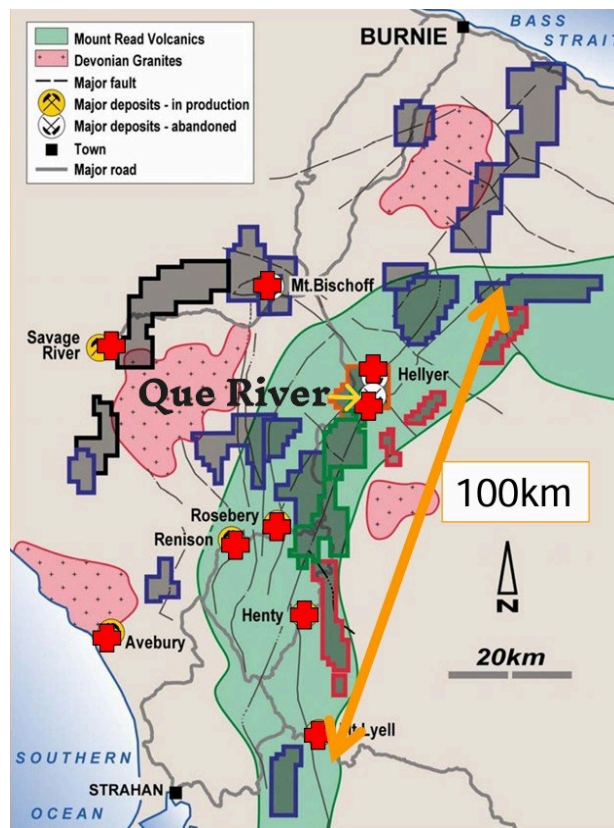 Mount Read Volcanics
Devonian Granites
Major fault
Major deposits - in production
Major deposits - abandoned
Town
Major road
BURNIE
BASS
STRAIT
Mt.Bischoff
Savage
River
Hellyer
Que River
100km
Rosebery
Renison
N
Henty
20km
Avebury
Lyell
SOUTHERN
OCEAN
STRAHAN